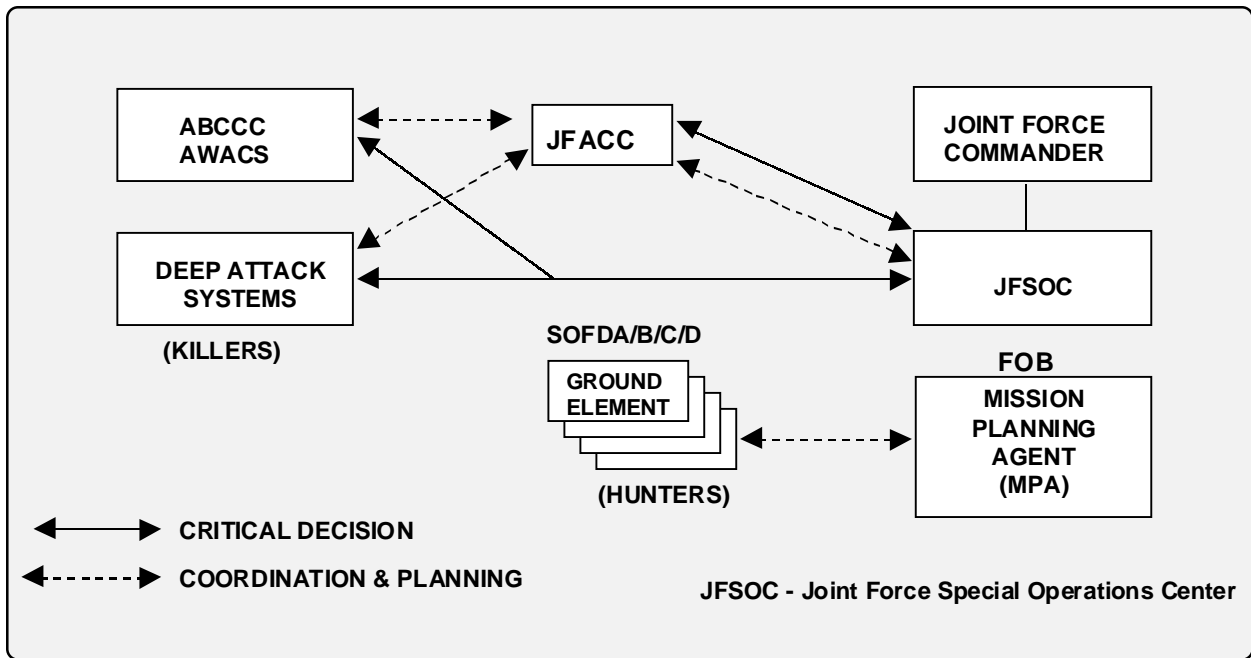 ABCCC
AWACS
JFACC
JOINT FORCE
COMMANDER
DEEP ATTACK
SYSTEMS
JFSOC
(KILLERS)
SOFDA/B/C/D
GROUND
ELEMENT
(HUNTERS)
FOB
MISSION
PLANNING
AGENT
(MPA)
CRITICAL DECISION
COORDINATION & PLANNING
JFSOC - Joint Force Special Operations Center